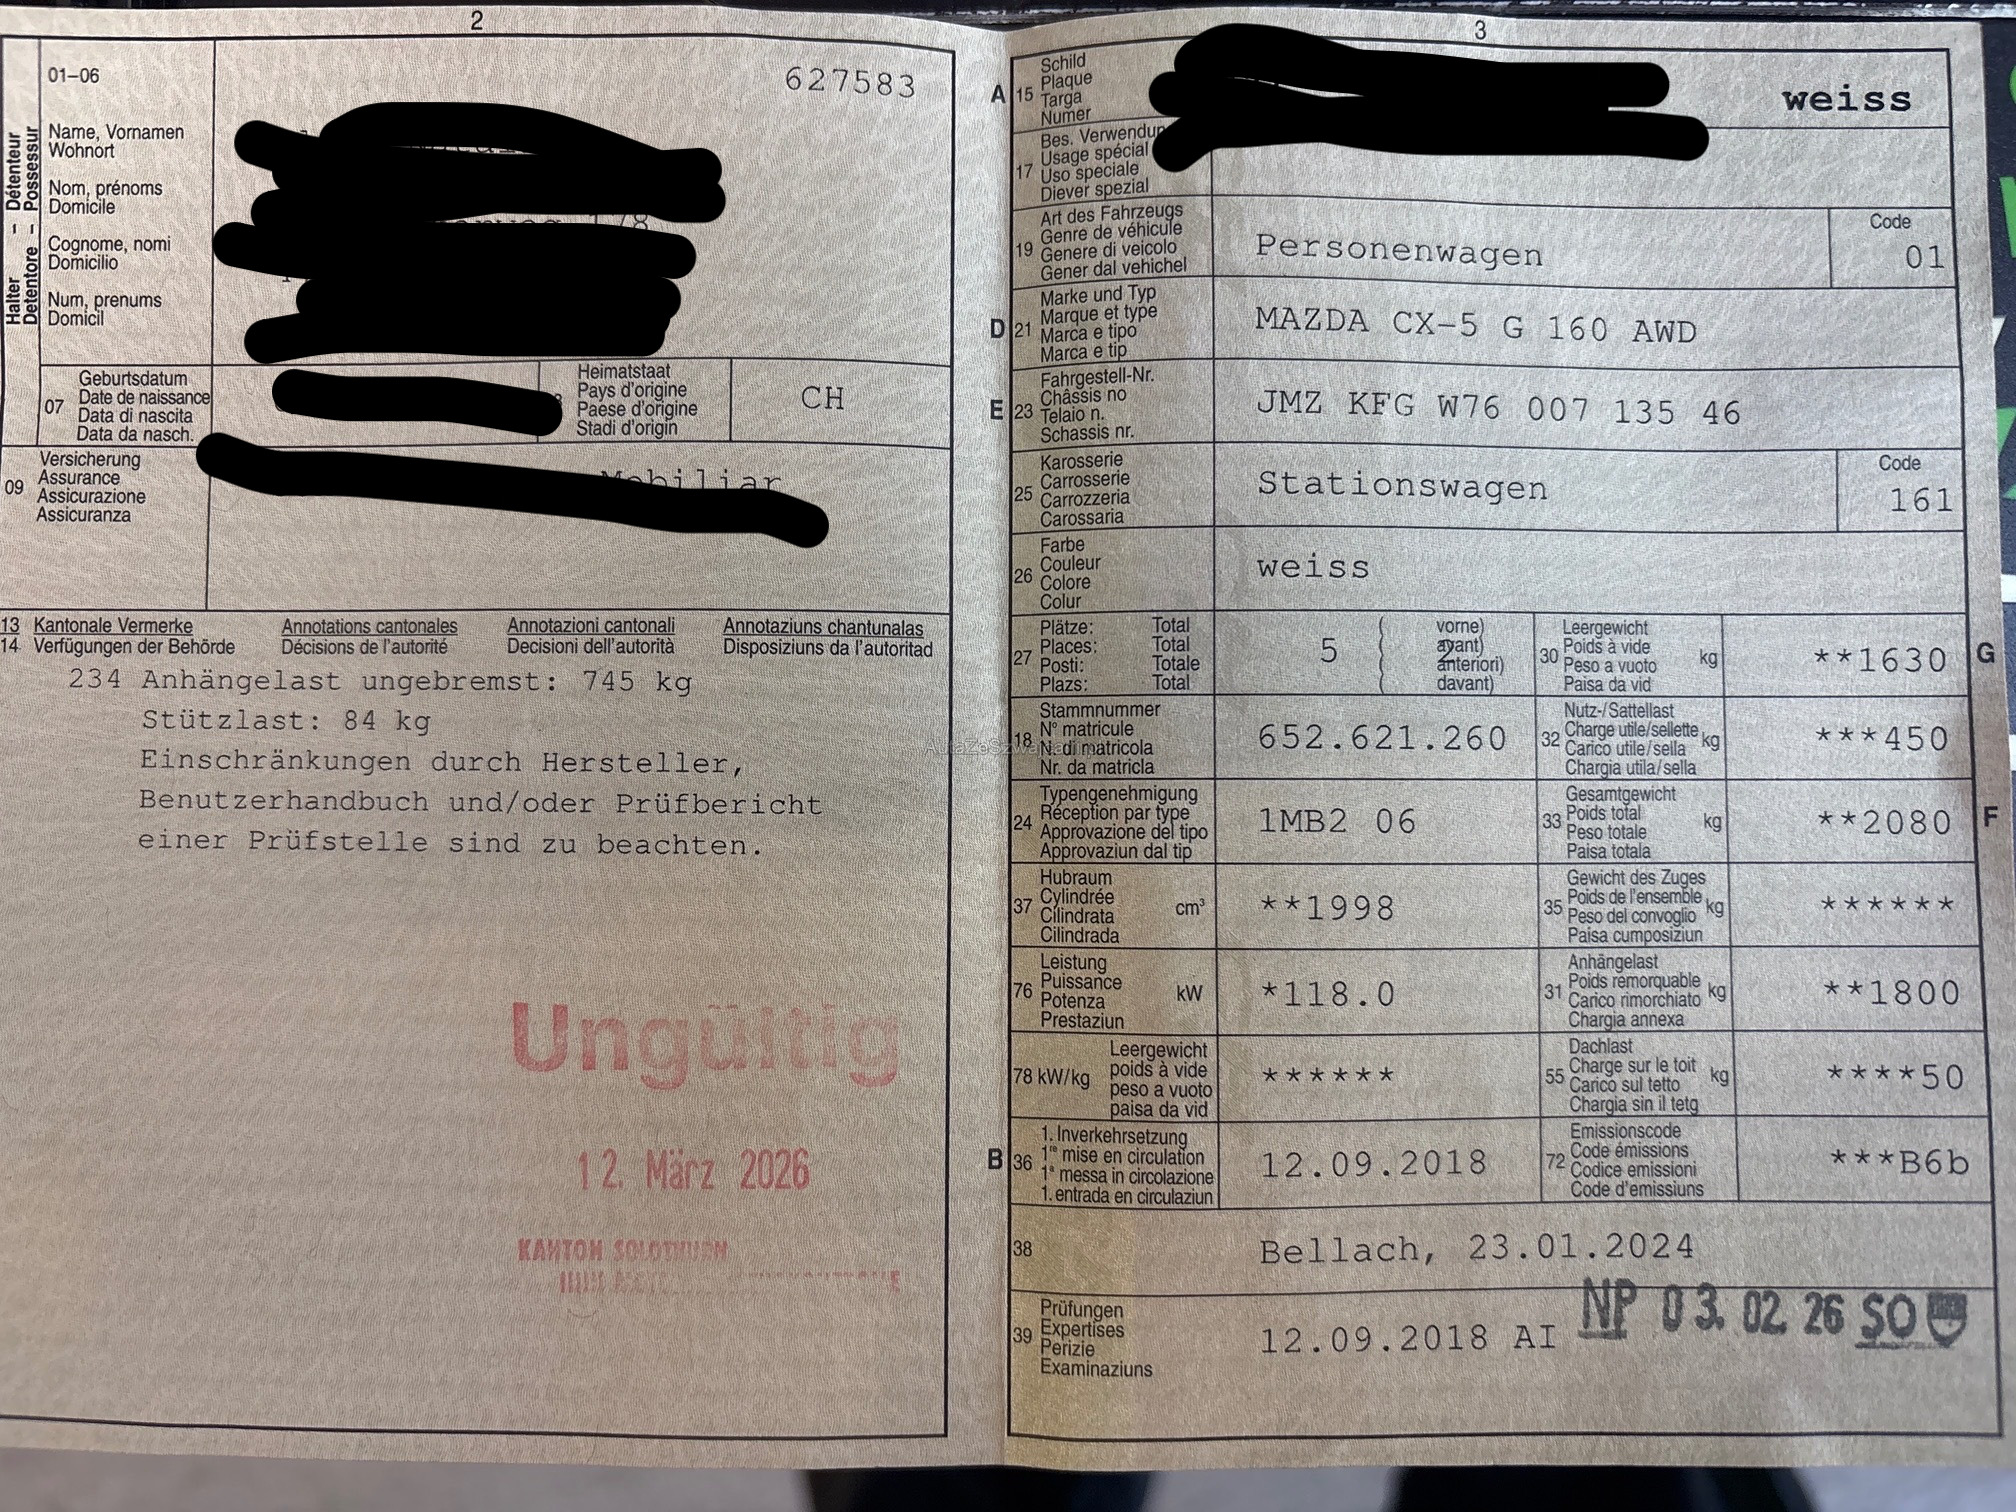 2
01-06
627583
Halter - Détenteur
Detentore - Possessur
Name, Vornamen
Wohnort
Nom, prénoms
Domicile
Cognome, nomi
Domicilio
Num, prenums
Domicil
178
07
Geburtsdatum
Date de naissance
Data di nascita
Data da nasch.
Heimatstaat
Pays d'origine
Paese d'origine
Stadi d'origin
CH
09
Versicherung
Assurance
Assicurazione
Assicuranza
Mobiliar
13 Kantonale Vermerke Annotations cantonales Annotazioni cantonali Annotaziuns chantunalas
14 Verfügungen der Behörde Décisions de l'autorité Decisioni dell'autorità Disposiziuns da l'autoritad
234 Anhängelast ungebremst: 745 kg
Stützlast: 84 kg
Einschränkungen durch Hersteller,
Benutzerhandbuch und/oder Prüfbericht
einer Prüfstelle sind zu beachten.
Ungültig
12. März 2026
KANTON SOLOTHURN
3
A 15
Schild
Plaque
Targa
Numer
weiss
17
Bes. Verwendun
Usage spécial
Uso speciale
Diever spezial
19
Art des Fahrzeugs
Genre de véhicule
Genere di veicolo
Gener dal vehichel
Personenwagen
Code
01
D 21
Marke und Typ
Marque et type
Marca e tipo
Marca e tip
MAZDA CX-5 G 160 AWD
E 23
Fahrgestell-Nr.
Châssis no
Telaio n.
Schassis nr.
JMZ KFG W76 007 135 46
25
Karosserie
Carrosserie
Carrozzeria
Carossaria
Stationswagen
Code
161
26
Farbe
Couleur
Colore
Colur
weiss
27
Plätze: Total
Places: Total
Posti: Totale
Plazs: Total
5
vorne)
avant)
anteriori)
davant)
2
30
Leergewicht
Poids à vide
Peso a vuoto
Paisa da vid
kg
**1630
G
18
Stammnummer
N° matricule
N. di matricola
Nr. da matricla
652.621.260
32
Nutz-/Sattellast
Charge utile/sellette
Carico utile/sella
Chargia utila/sella
kg
***450
24
Typengenehmigung
Réception par type
Approvazione del tipo
Approvaziun dal tip
1MB2 06
33
Gesamtgewicht
Poids total
Peso totale
Paisa totala
kg
**2080
F
37
Hubraum
Cylindrée
Cilindrata
Cilindrada
cm³
**1998
35
Gewicht des Zuges
Poids de l'ensemble
Peso del convoglio
Paisa cumposiziun
kg
******
76
Leistung
Puissance
Potenza
Prestaziun
kW
*118.0
31
Anhängelast
Poids remorquable
Carico rimorchiato
Chargia annexa
kg
**1800
78 kW/kg
Leergewicht
poids à vide
peso a vuoto
paisa da vid
******
55
Dachlast
Charge sur le toit
Carico sul tetto
Chargia sin il tetg
kg
****50
B 36
1. Inverkehrsetzung
1re mise en circulation
1a messa in circolazione
1. entrada en circulaziun
12.09.2018
72
Emissionscode
Code émissions
Codice emissioni
Code d'emissiuns
***B6b
38
Bellach, 23.01.2024
39
Prüfungen
Expertises
Perizie
Examinaziuns
12.09.2018 AI
NP 03. 02. 26 SO